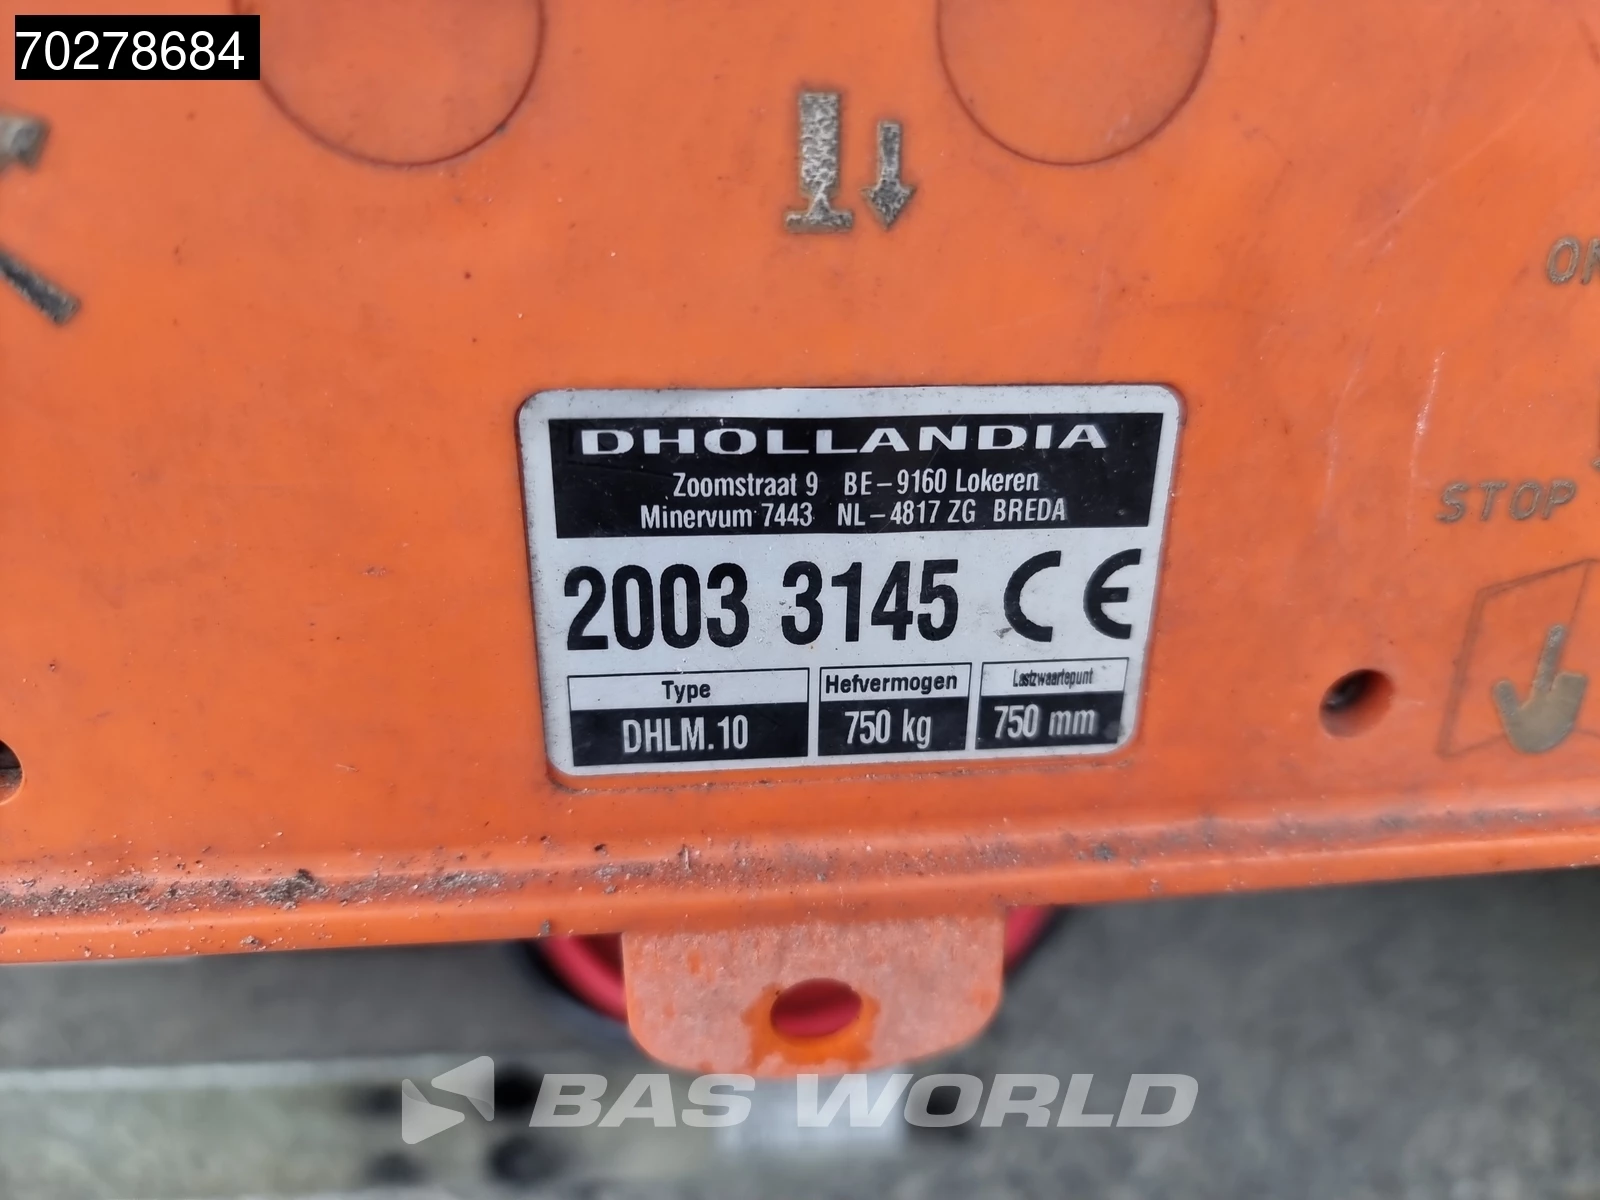 70278684
STOP
DHOLLANDIA
Zoomstraat 9 BE-9160 Lokeren
Minervum 7443 NL-4817 ZG BREDA
2003 3145 CE
Type Hefvermogen Lastzwaartepunt
DHLM.10 750 kg 750 mm
BAS WORLD